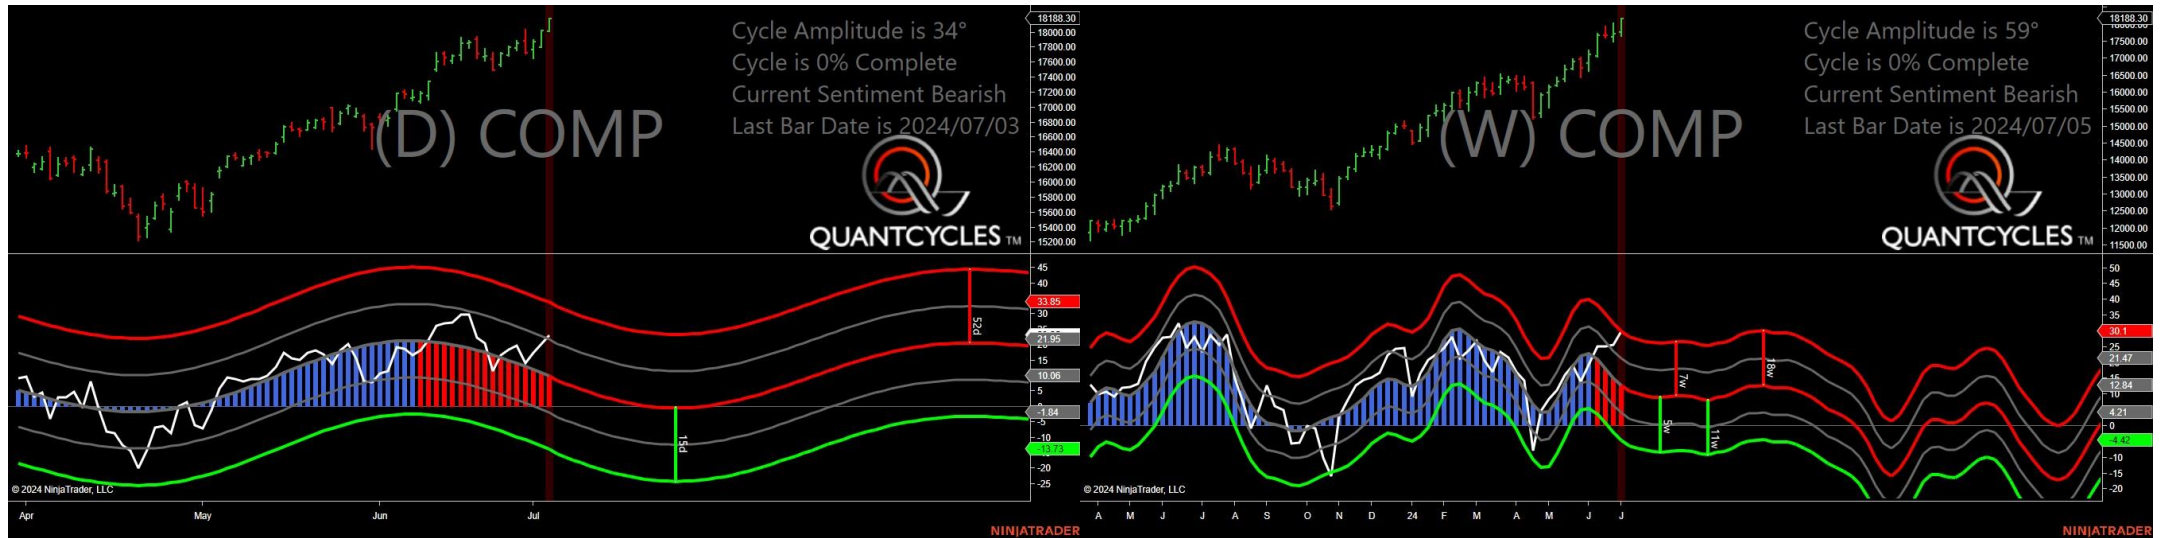 Cycle Amplitude is 34°
Cycle is 0% Complete
Current Sentiment Bearish
Last Bar Date is 2024/07/03
(D) COMP
QUANTCYCLES TM
18188.30
18000.00
17800.00
17600.00
17400.00
17200.00
17000.00
16800.00
16600.00
16400.00
16200.00
16000.00
15800.00
15600.00
15400.00
15200.00
45
40
33.85
30
21.95
15
10.06
5
-1.84
-5
-10
-13.73
-20
-25
52d
15d
© 2024 NinjaTrader, LLC
Apr May Jun Jul
NINJATRADER
Cycle Amplitude is 59°
Cycle is 0% Complete
Current Sentiment Bearish
Last Bar Date is 2024/07/05
(W) COMP
QUANTCYCLES TM
18188.30
17500.00
17000.00
16500.00
16000.00
15500.00
15000.00
14500.00
14000.00
13500.00
13000.00
12500.00
12000.00
11500.00
50
45
40
35
30.1
25
21.47
12.84
4.21
0
-4.42
-10
-15
-20
7w
18w
5w
11w
© 2024 NinjaTrader, LLC
A M J J A S O N D 24 F M A M J J
NINJATRADER